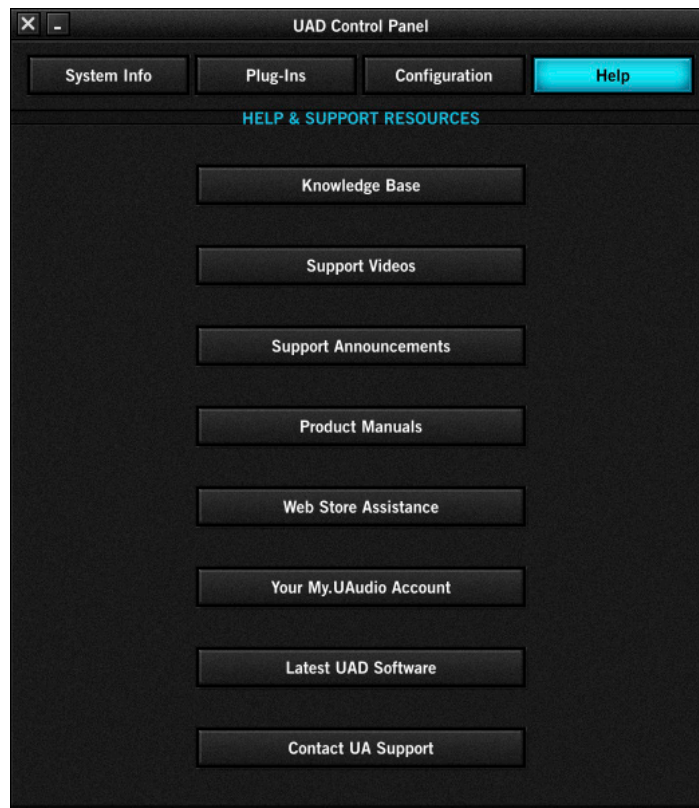 UAD Control Panel
System Info Plug-Ins Configuration Help
HELP & SUPPORT RESOURCES
Knowledge Base
Support Videos
Support Announcements
Product Manuals
Web Store Assistance
Your My.UAudio Account
Latest UAD Software
Contact UA Support